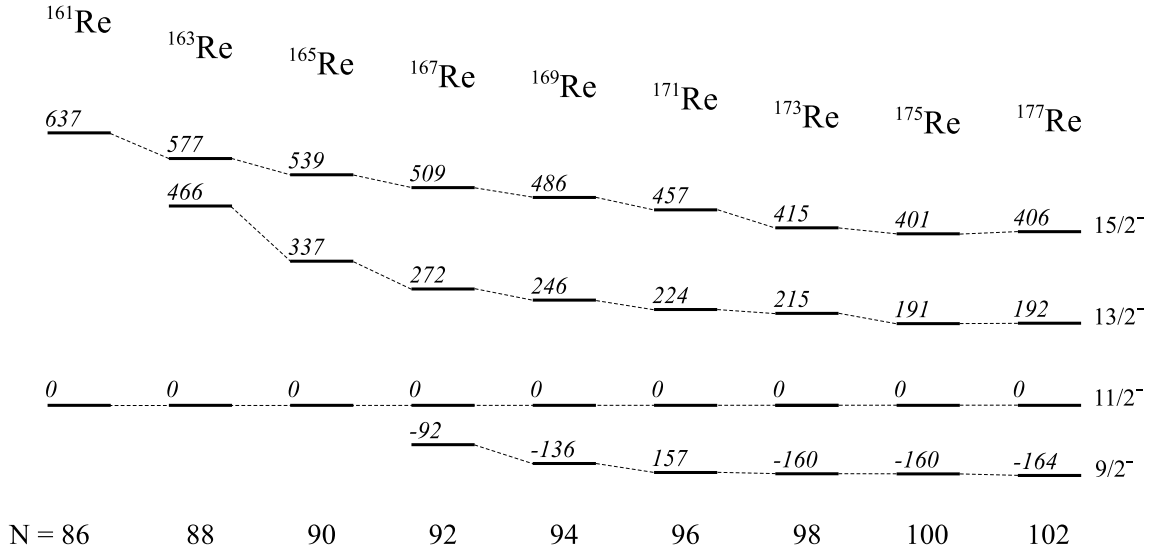 161Re 163Re 165Re 167Re 169Re 171Re 173Re 175Re 177Re
637 577 539 509 486 457 415 401 406 15/2-
466 337 272 246 224 215 191 192 13/2-
0 0 0 0 0 0 0 0 0 11/2-
-92 -136 157 -160 -160 -164 9/2-
N = 86 88 90 92 94 96 98 100 102